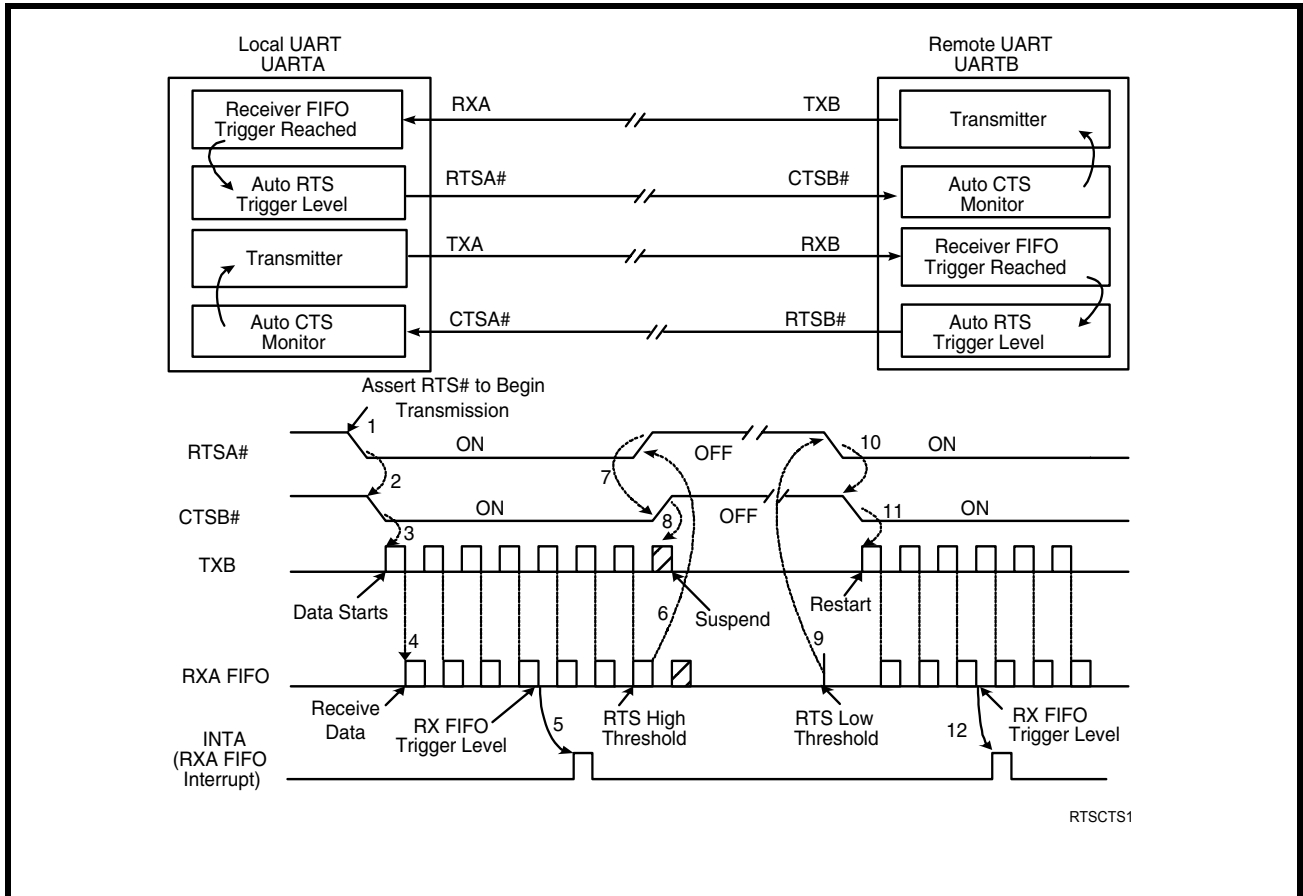 Local UART
UARTA
Remote UART
UARTB
Receiver FIFO
Trigger Reached
RXA
TXB
Transmitter
Auto RTS
Trigger Level
RTSA#
CTSB#
Auto CTS
Monitor
Transmitter
TXA
RXB
Receiver FIFO
Trigger Reached
Auto CTS
Monitor
CTSA#
RTSB#
Auto RTS
Trigger Level
Assert RTS# to Begin
Transmission
1
RTSA#
ON
OFF
10
ON
2
7
CTSB#
ON
8
OFF
11
ON
3
TXB
Data Starts
6
Suspend
Restart
4
9
RXA FIFO
Receive
Data
RX FIFO
Trigger Level
5
RTS High
Threshold
RTS Low
Threshold
12
RX FIFO
Trigger Level
INTA
(RXA FIFO
Interrupt)
RTSCTS1